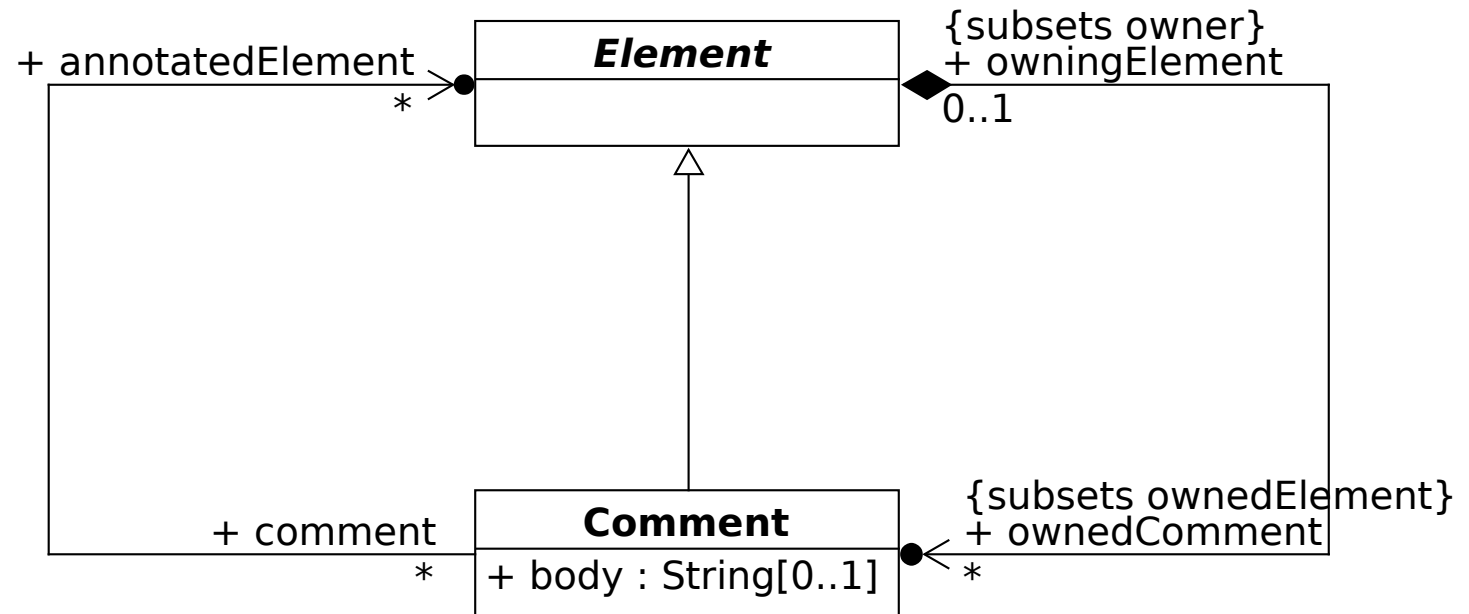 {subsets owner}
+ annotatedElement
Element
+ owningElement
*
0..1
{subsets ownedElement}
+ comment
Comment
+ ownedComment
*
+ body : String[0..1]
*